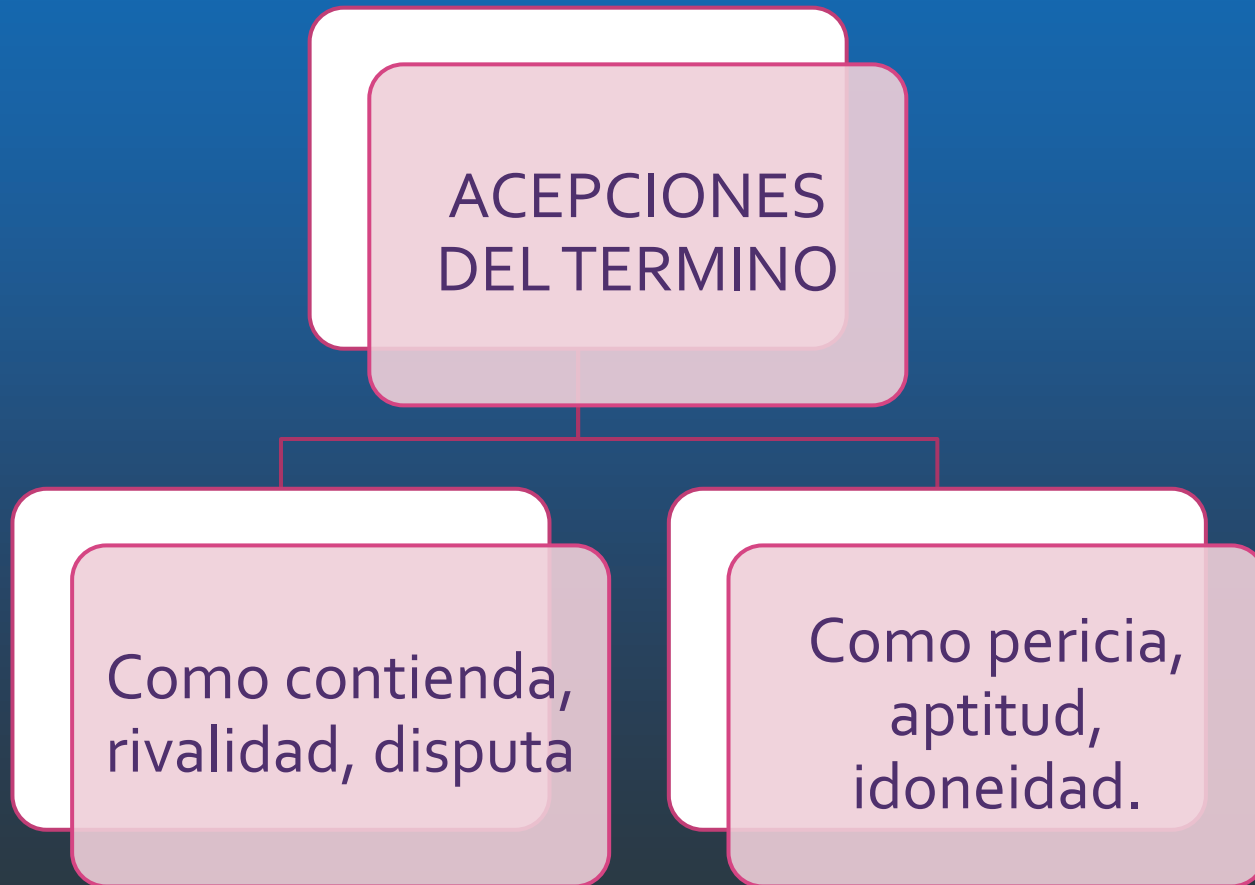 ACEPCIONES
DEL TERMINO
Como contienda,
rivalidad, disputa
Como pericia,
aptitud,
idoneidad.